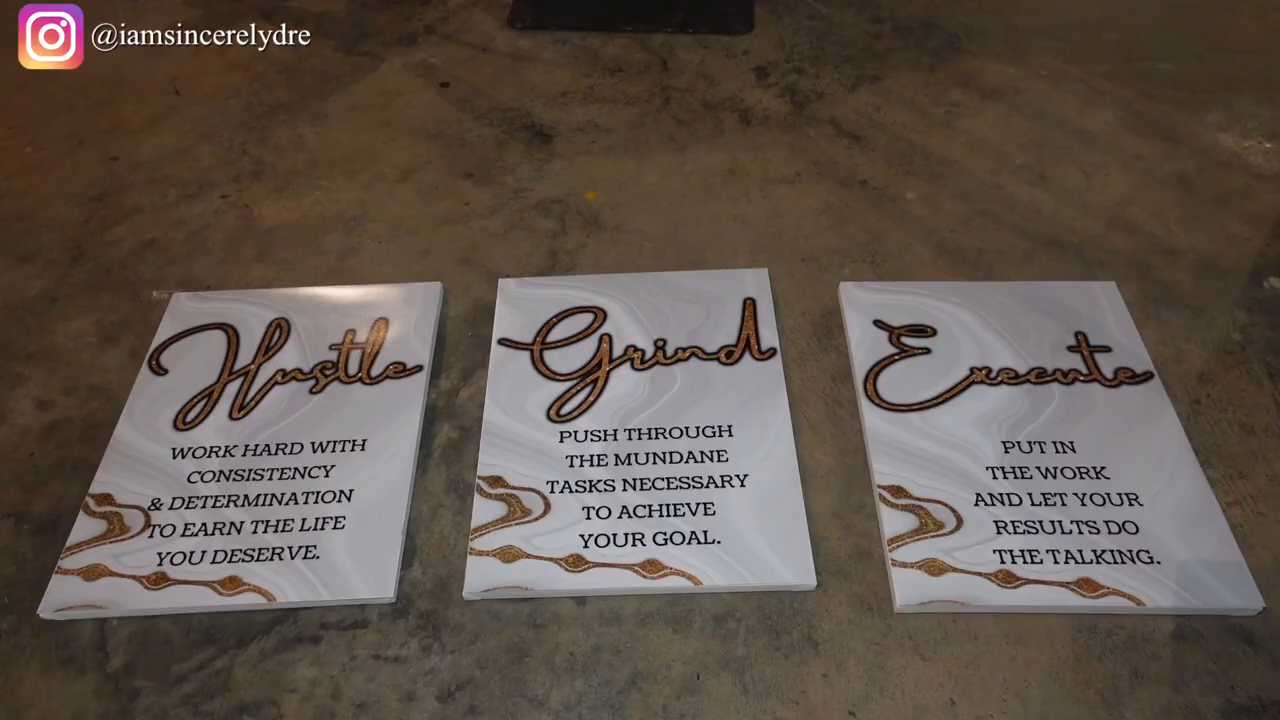 @iamsincerelydre
Hustle
WORK HARD WITH
CONSISTENCY
& DETERMINATION
TO EARN THE LIFE
YOU DESERVE.
Grind
PUSH THROUGH
THE MUNDANE
TASKS NECESSARY
TO ACHIEVE
YOUR GOAL.
Execute
PUT IN
THE WORK
AND LET YOUR
RESULTS DO
THE TALKING.